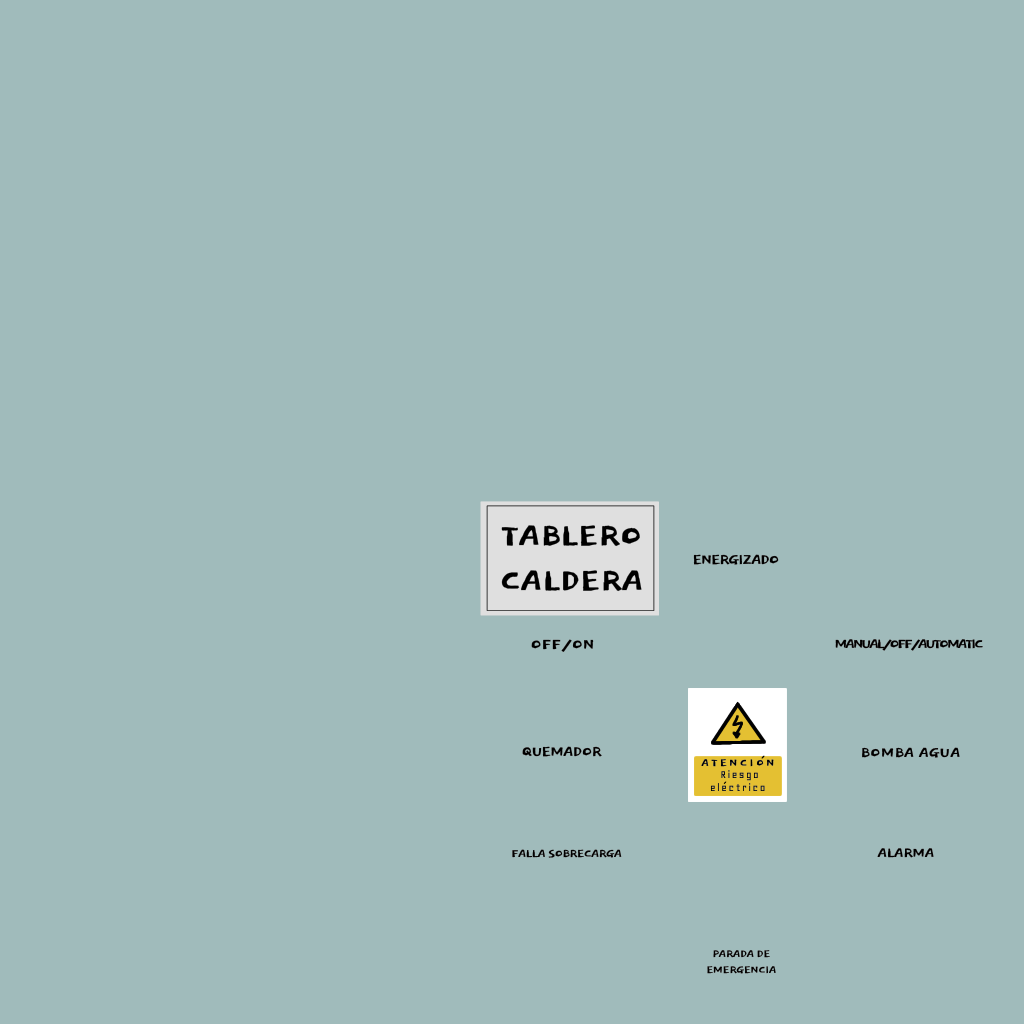 TABLERO
CALDERA
ENERGIZADO
OFF/ON
MANUAL/OFF/AUTOMATIC
QUEMADOR
ATENCIÓN
Riesgo
eléctrico
BOMBA AGUA
FALLA SOBRECARGA
ALARMA
PARADA DE
EMERGENCIA